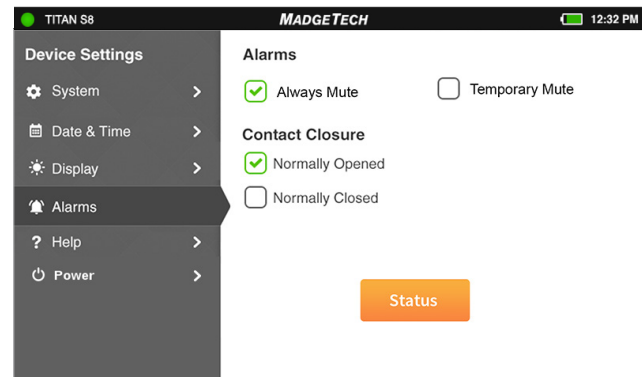 TITAN S8 MADGETECH 12:32 PM
Device Settings
System
Date & Time
Display
Alarms
? Help
Power
Alarms
Always Mute Temporary Mute
Contact Closure
Normally Opened
Normally Closed
Status